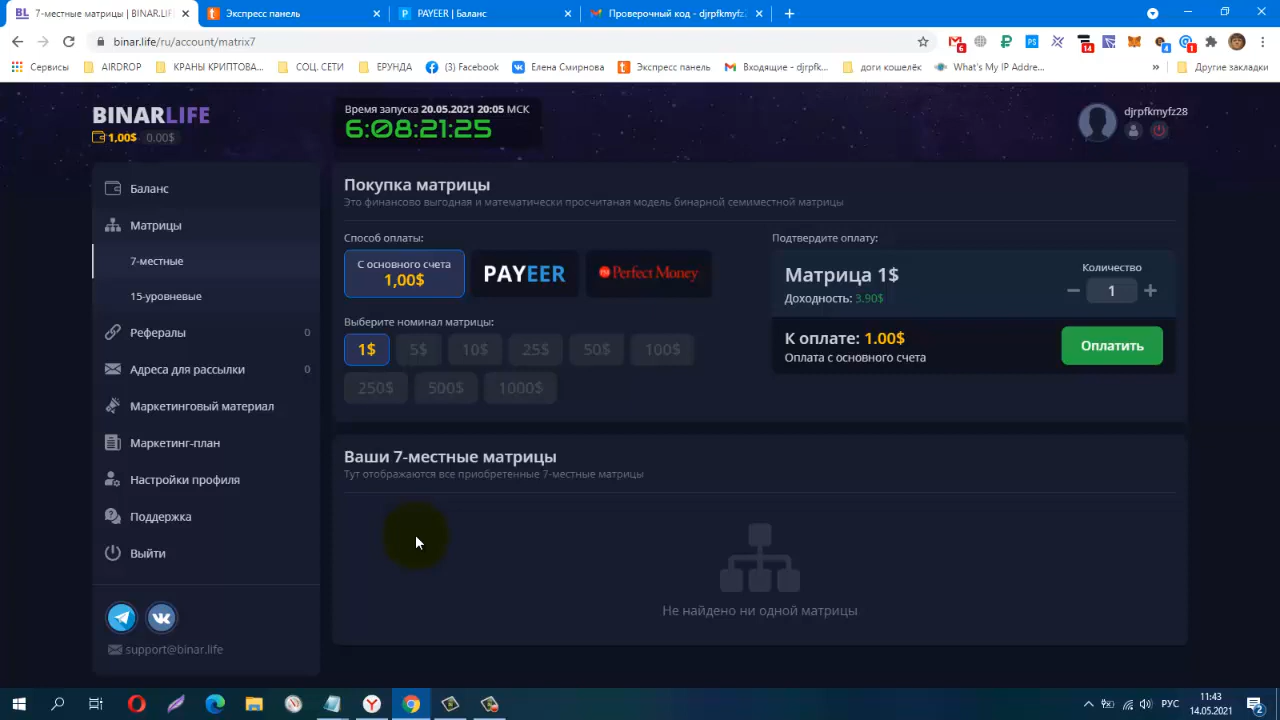 7-местные матрицы | BINAR.LIF
Экспресс панель
PAYEER | Баланс
Проверочный код - djrpfkmyfz
binar.life/ru/account/matrix7
6
PS
14
4
1
Сервисы
AIRDROP
КРАНЫ КРИПТОВА...
СОЦ. СЕТИ
ЕРУНДА
(3) Facebook
Елена Смирнова
Экспресс панель
Входящие - djrpfk...
доги кошелёк
What's My IP Addre...
»
Другие закладки
BINARLIFE
1,00$ 0.00$
Время запуска 20.05.2021 20:05 МСК
6:08:21:25
djrpfkmyfz28
Баланс
Матрицы
7-местные
15-уровневые
Рефералы 0
Адреса для рассылки 0
Маркетинговый материал
Маркетинг-план
Настройки профиля
Поддержка
Выйти
support@binar.life
Покупка матрицы
Это финансово выгодная и математически просчитаная модель бинарной семиместной матрицы
Способ оплаты:
С основного счета
1,00$
PAYEER
PM Perfect Money
Выберите номинал матрицы:
1$ 5$ 10$ 25$ 50$ 100$
250$ 500$ 1000$
Подтвердите оплату:
Матрица 1$
Доходность: 3.90$
Количество
− 1 +
К оплате: 1.00$
Оплата с основного счета
Оплатить
Ваши 7-местные матрицы
Тут отображаются все приобретенные 7-местные матрицы
Не найдено ни одной матрицы
РУС
11:43
14.05.2021
2